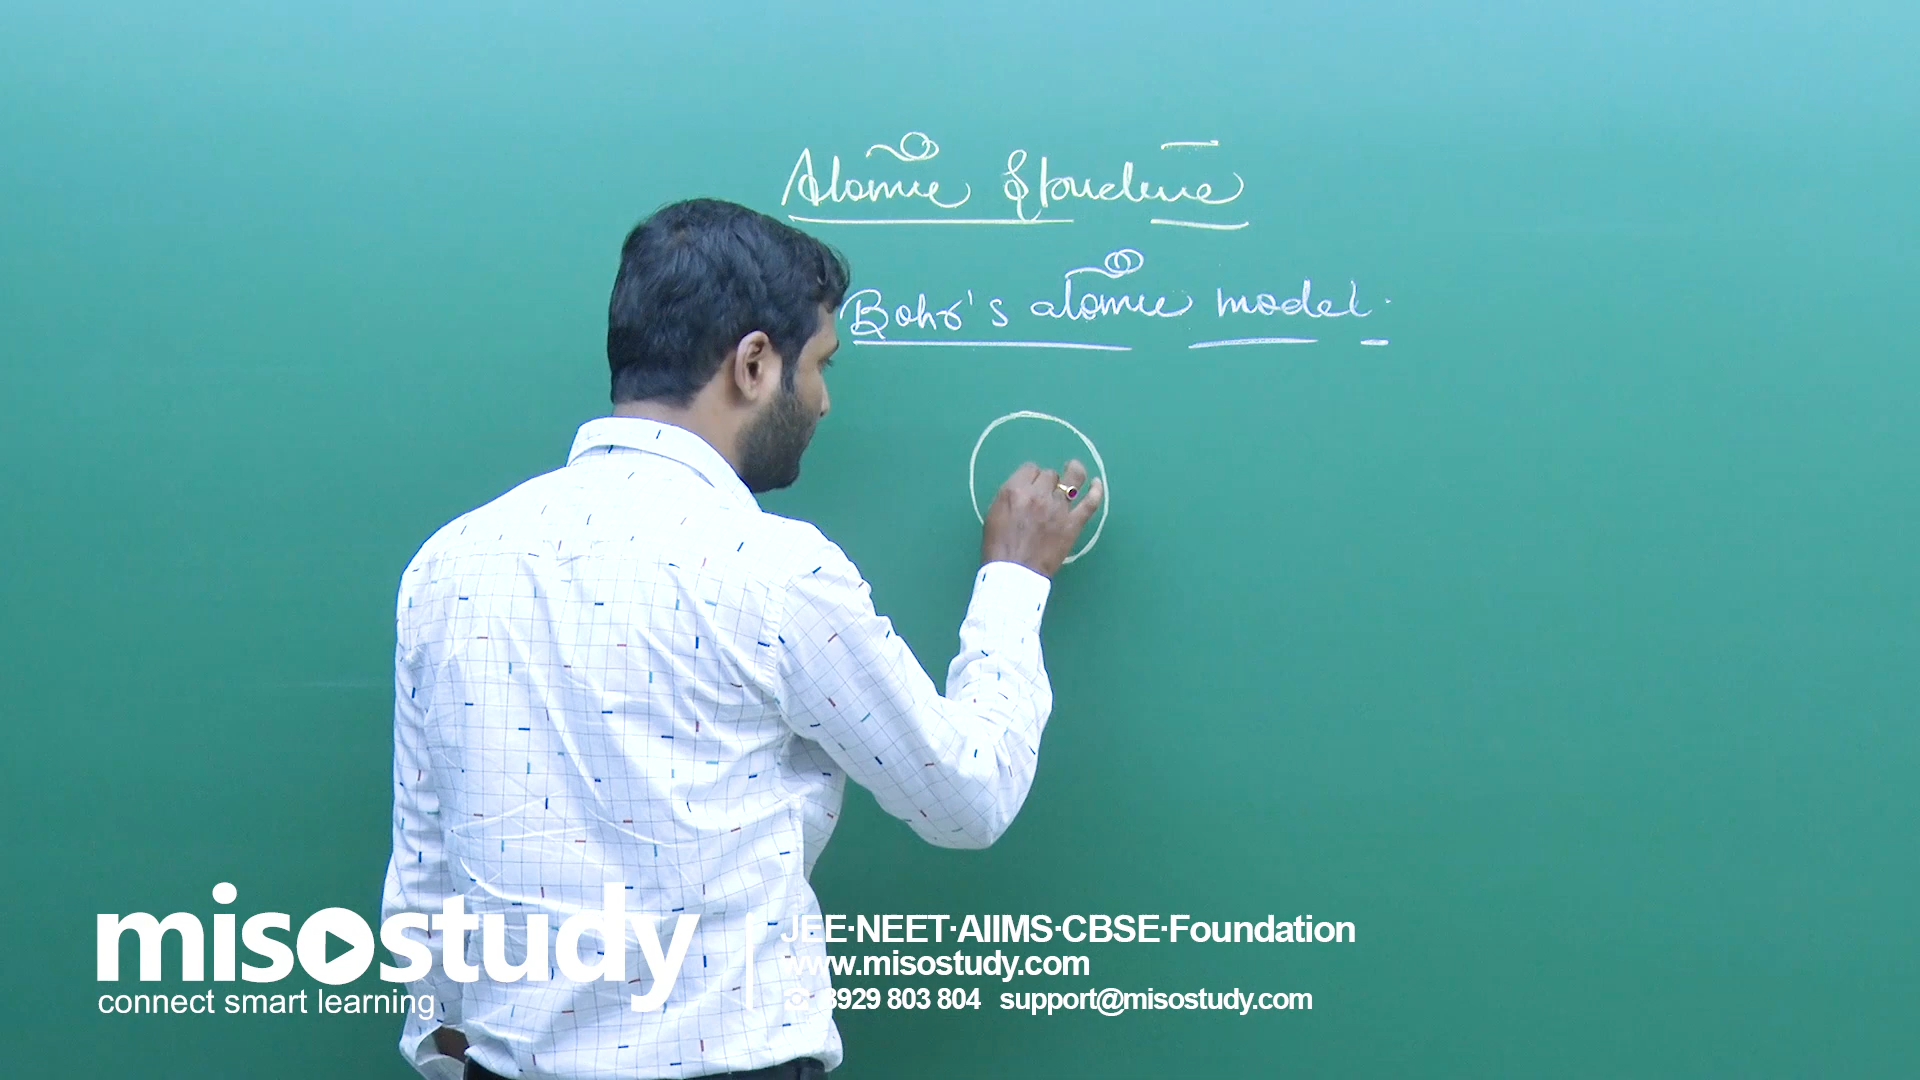 Atomic Structure
Bohr's atomic model.
misostudy
connect smart learning
JEE·NEET·AIIMS·CBSE·Foundation
www.misostudy.com
8929 803 804 support@misostudy.com